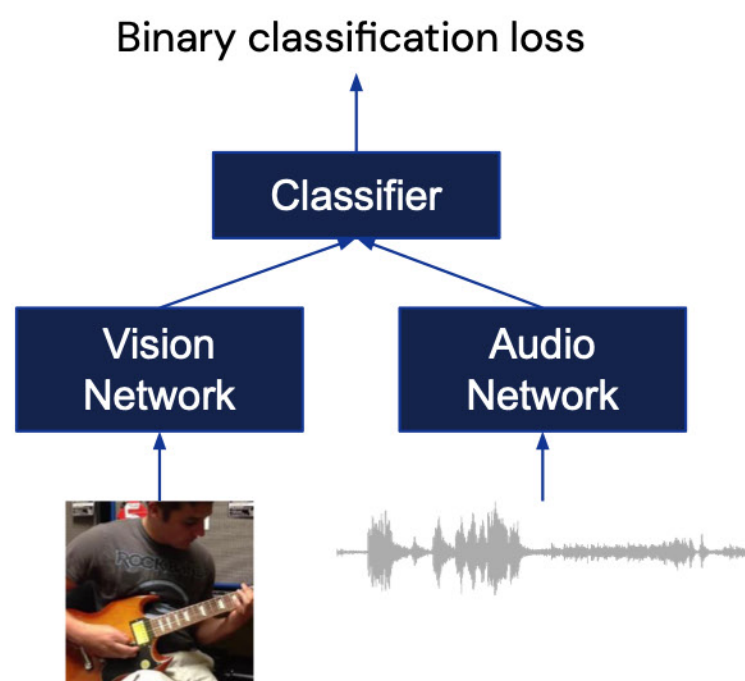 Binary classification loss
Classifier
Vision
Network
Audio
Network